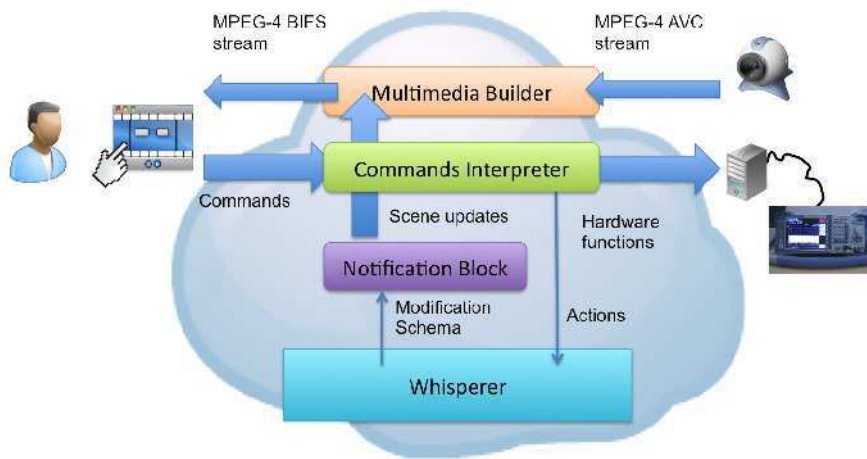 MPEG-4 BIFS
stream
MPEG-4 AVC
stream
Multimedia Builder
Commands Interpreter
Commands
Scene updates
Hardware
functions
Notification Block
Modification
Schema
Actions
Whisperer